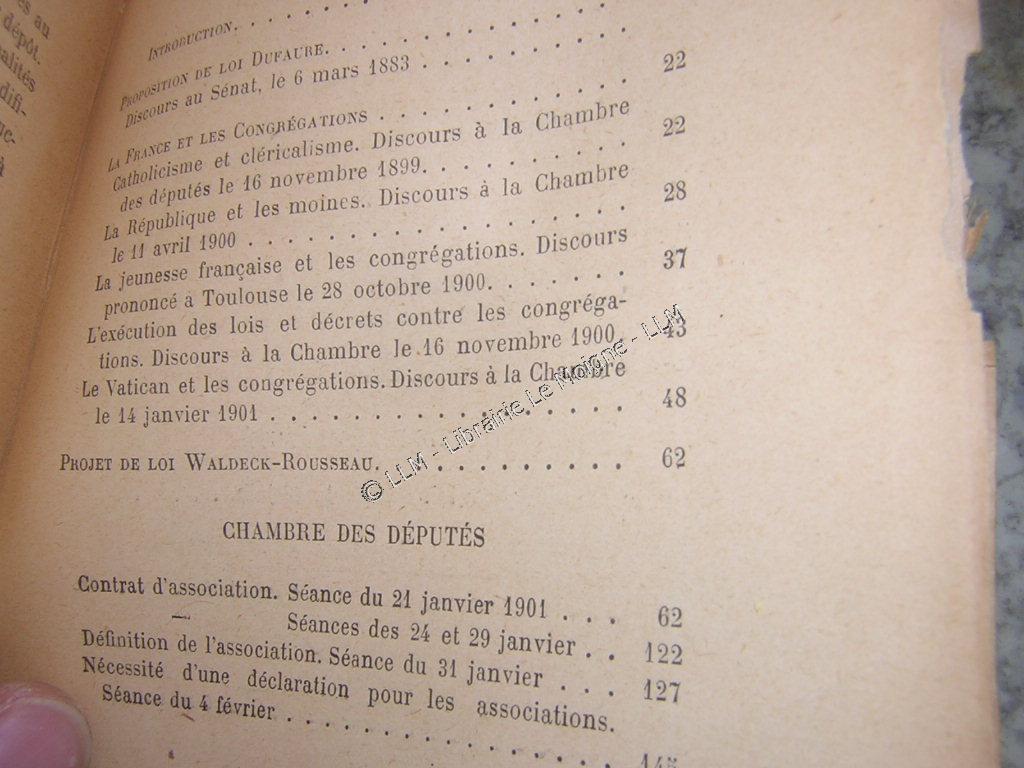 és au
dépôt.
alités
difi-
uc-
à
INTRODUCTION. . . . . . . . . .
PROPOSITION DE LOI DUFAURE. . . . . . . . . .
Discours au Sénat, le 6 mars 1883 . . . . . . . 22
LA FRANCE ET LES CONGRÉGATIONS . . . . . . . . .
Catholicisme et cléricalisme. Discours à la Chambre
des députés le 16 novembre 1899. . . . . . . . . 22
La République et les moines. Discours à la Chambre
le 11 avril 1900 . . . . . . . . . . . . . . . 28
La jeunesse française et les congrégations. Discours
prononcé à Toulouse le 28 octobre 1900. . . . . . 37
L'exécution des lois et décrets contre les congréga-
tions. Discours à la Chambre le 16 novembre 1900. 43
Le Vatican et les congrégations. Discours à la Chambre
le 14 janvier 1901 . . . . . . . . . . . . . . . 48
PROJET DE LOI WALDECK-ROUSSEAU. . . . . . . . . . 62
CHAMBRE DES DÉPUTÉS
Contrat d'association. Séance du 21 janvier 1901 . . . 62
— Séances des 24 et 29 janvier . . 122
Définition de l'association. Séance du 31 janvier . . . 127
Nécessité d'une déclaration pour les associations.
Séance du 4 février . . . . . . . . . . . . . .
© LLM - Librairie Le Moigne - LLM